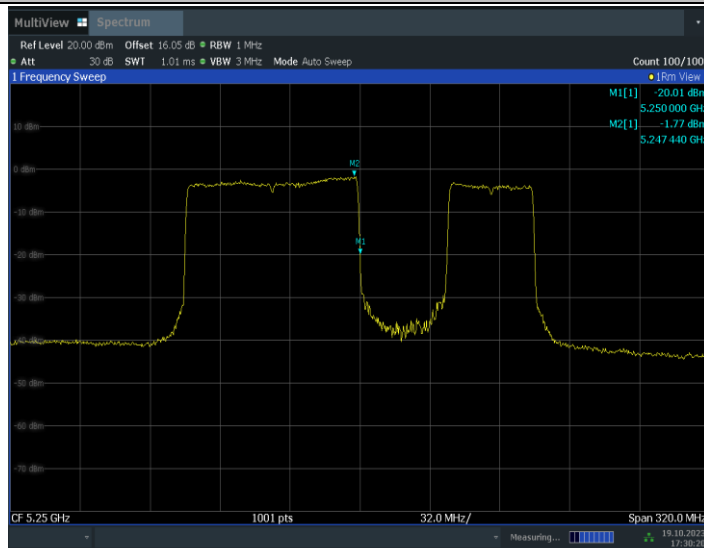 MultiView Spectrum
Ref Level 20.00 dBm Offset 16.05 dB RBW 1 MHz
Att 30 dB SWT 1.01 ms VBW 3 MHz Mode Auto Sweep Count 100/100
1 Frequency Sweep 1Rm View
M1[1] -20.01 dBm
5.250 000 GHz
M2[1] -1.77 dBm
5.247 440 GHz
10 dBm
0 dBm
M2
-10 dBm
M1
-20 dBm
-30 dBm
-40 dBm
-50 dBm
-60 dBm
-70 dBm
CF 5.25 GHz 1001 pts 32.0 MHz/ Span 320.0 MHz
Measuring... 19.10.2023
17:30:20